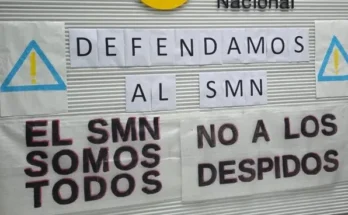 Nacional
DEFENDAMOS
AL SMN
EL SMN
SOMOS
TODOS
NO A LOS
DESPIDOS